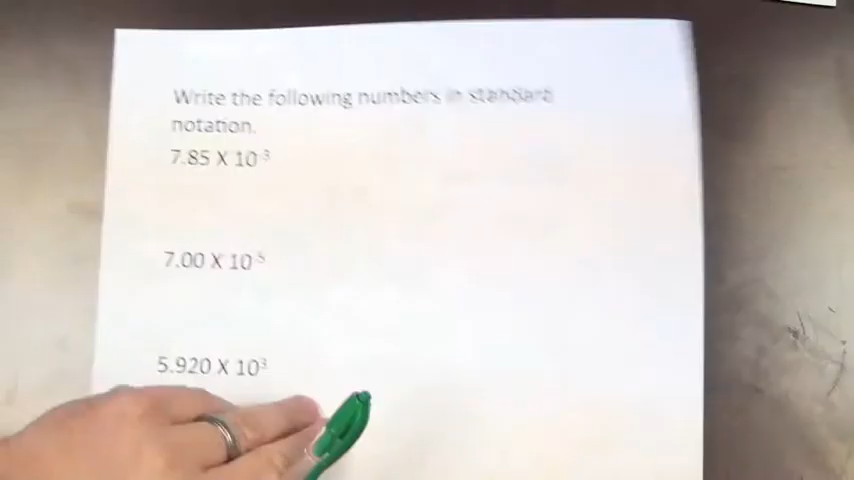 Write the following numbers in standard
notation.
7.85 X 10⁻³
7.00 X 10⁻⁵
5.920 X 10³